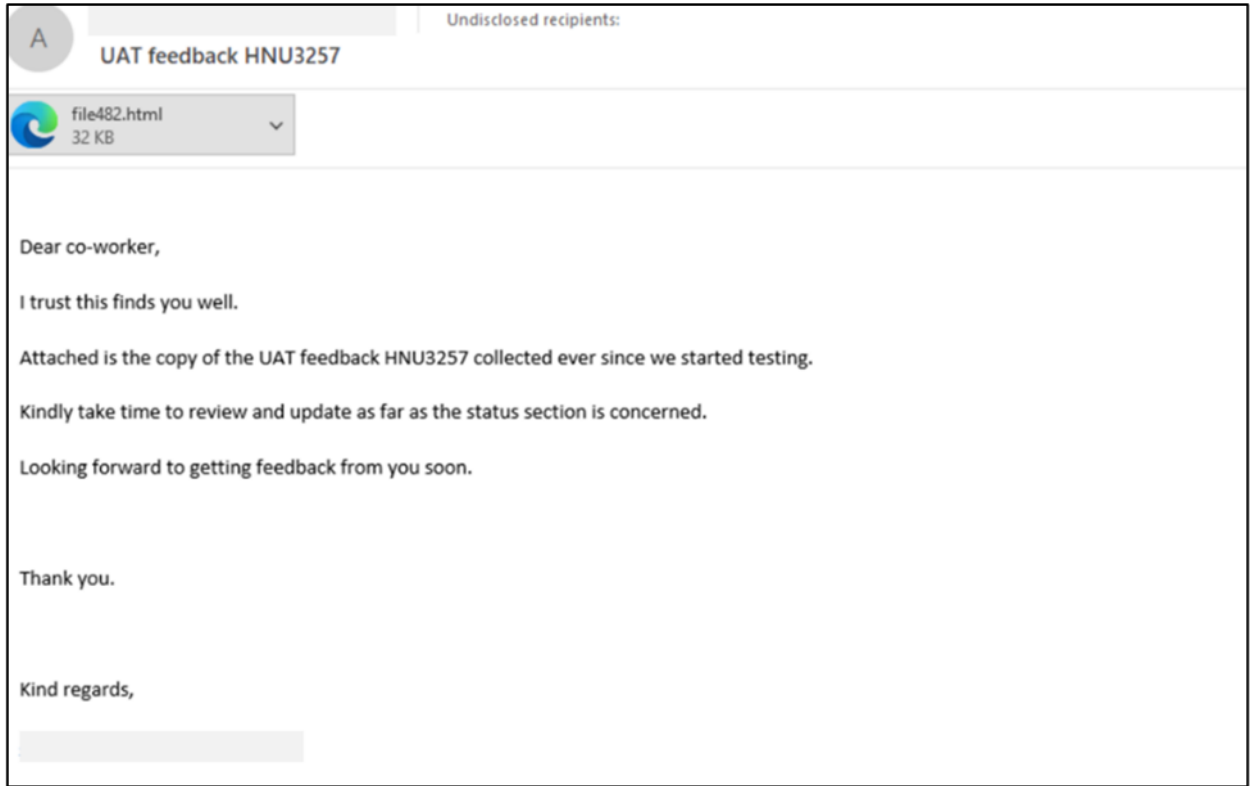 A
Undisclosed recipients:
UAT feedback HNU3257
file482.html
32 KB
Dear co-worker,
I trust this finds you well.
Attached is the copy of the UAT feedback HNU3257 collected ever since we started testing.
Kindly take time to review and update as far as the status section is concerned.
Looking forward to getting feedback from you soon.
Thank you.
Kind regards,